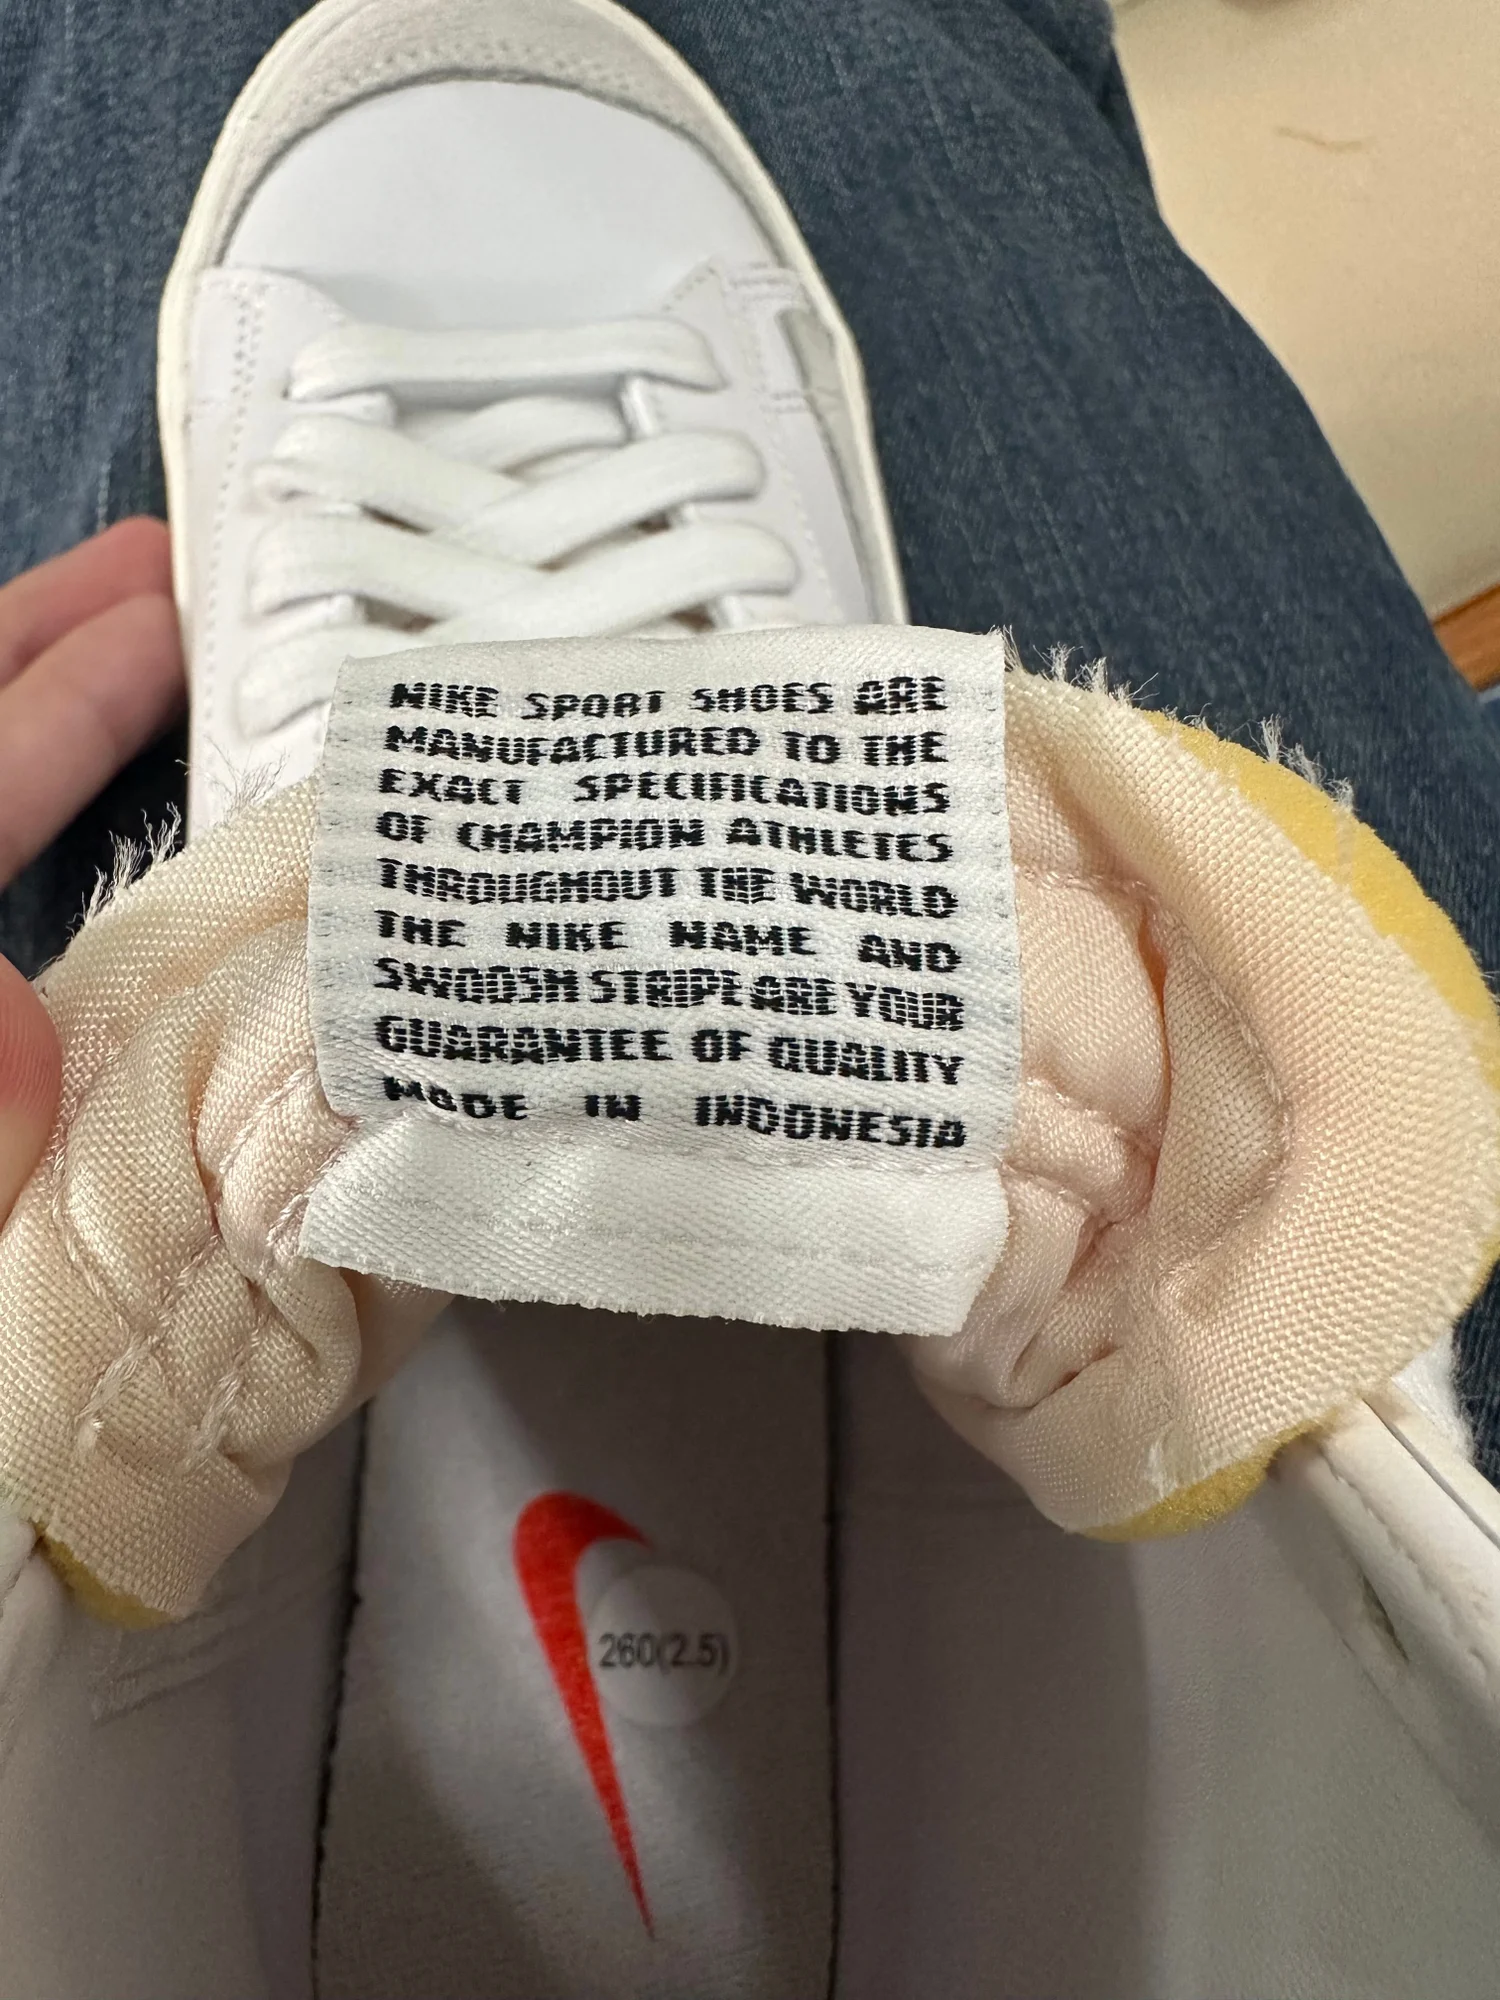 NIKE SPORT SHOES ARE
MANUFACTURED TO THE
EXACT SPECIFICATIONS
OF CHAMPION ATHLETES
THROUGHOUT THE WORLD
THE NIKE NAME AND
SWOOSH STRIPE ARE YOUR
GUARANTEE OF QUALITY
MADE IN INDONESIA
260(2.5)